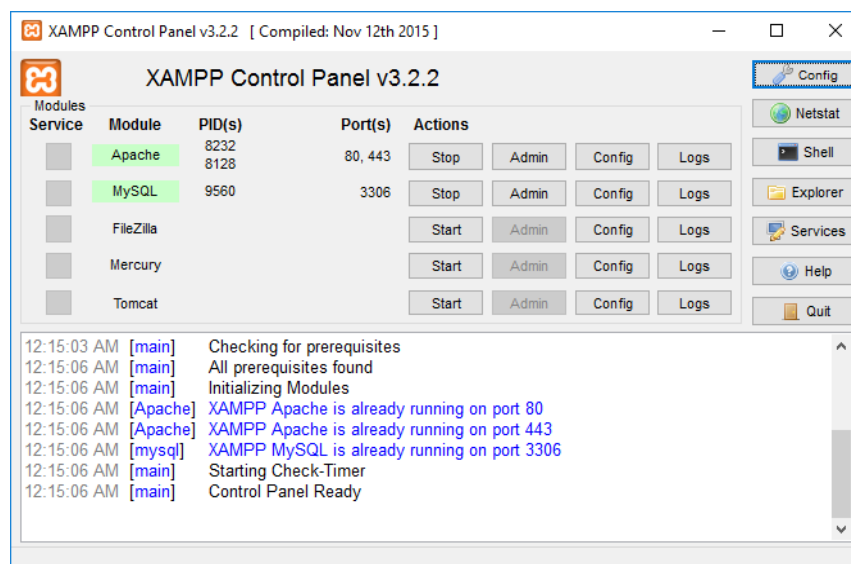 XAMPP Control Panel v3.2.2 [ Compiled: Nov 12th 2015 ]
XAMPP Control Panel v3.2.2
Config
Modules
Service Module PID(s) Port(s) Actions
Netstat
Apache 8232 8128 80, 443 Stop Admin Config Logs
Shell
MySQL 9560 3306 Stop Admin Config Logs
Explorer
FileZilla Start Admin Config Logs
Services
Mercury Start Admin Config Logs
Help
Tomcat Start Admin Config Logs
Quit
12:15:03 AM [main] Checking for prerequisites
12:15:06 AM [main] All prerequisites found
12:15:06 AM [main] Initializing Modules
12:15:06 AM [Apache] XAMPP Apache is already running on port 80
12:15:06 AM [Apache] XAMPP Apache is already running on port 443
12:15:06 AM [mysql] XAMPP MySQL is already running on port 3306
12:15:06 AM [main] Starting Check-Timer
12:15:06 AM [main] Control Panel Ready